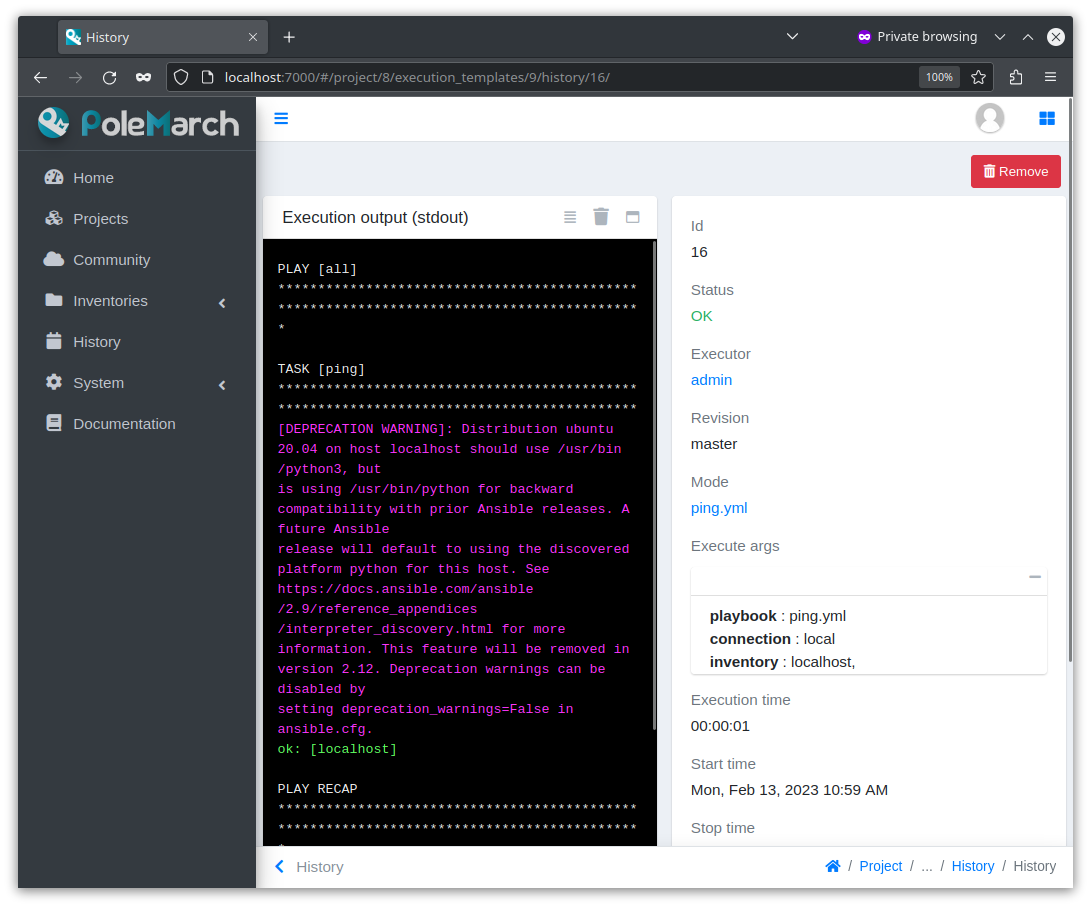 History
Private browsing
localhost:7000/#/project/8/execution_templates/9/history/16/
100%
PoleMarch
Home
Projects
Community
Inventories
History
System
Documentation
Remove
Execution output (stdout)
PLAY [all]
*********************************************
*********************************************
*
TASK [ping]
*********************************************
*********************************************
[DEPRECATION WARNING]: Distribution ubuntu
20.04 on host localhost should use /usr/bin
/python3, but
is using /usr/bin/python for backward
compatibility with prior Ansible releases. A
future Ansible
release will default to using the discovered
platform python for this host. See
https://docs.ansible.com/ansible
/2.9/reference_appendices
/interpreter_discovery.html for more
information. This feature will be removed in
version 2.12. Deprecation warnings can be
disabled by
setting deprecation_warnings=False in
ansible.cfg.
ok: [localhost]
PLAY RECAP
*********************************************
*********************************************
*
Id
16
Status
OK
Executor
admin
Revision
master
Mode
ping.yml
Execute args
playbook : ping.yml
connection : local
inventory : localhost,
Execution time
00:00:01
Start time
Mon, Feb 13, 2023 10:59 AM
Stop time
History
/ Project / ... / History / History